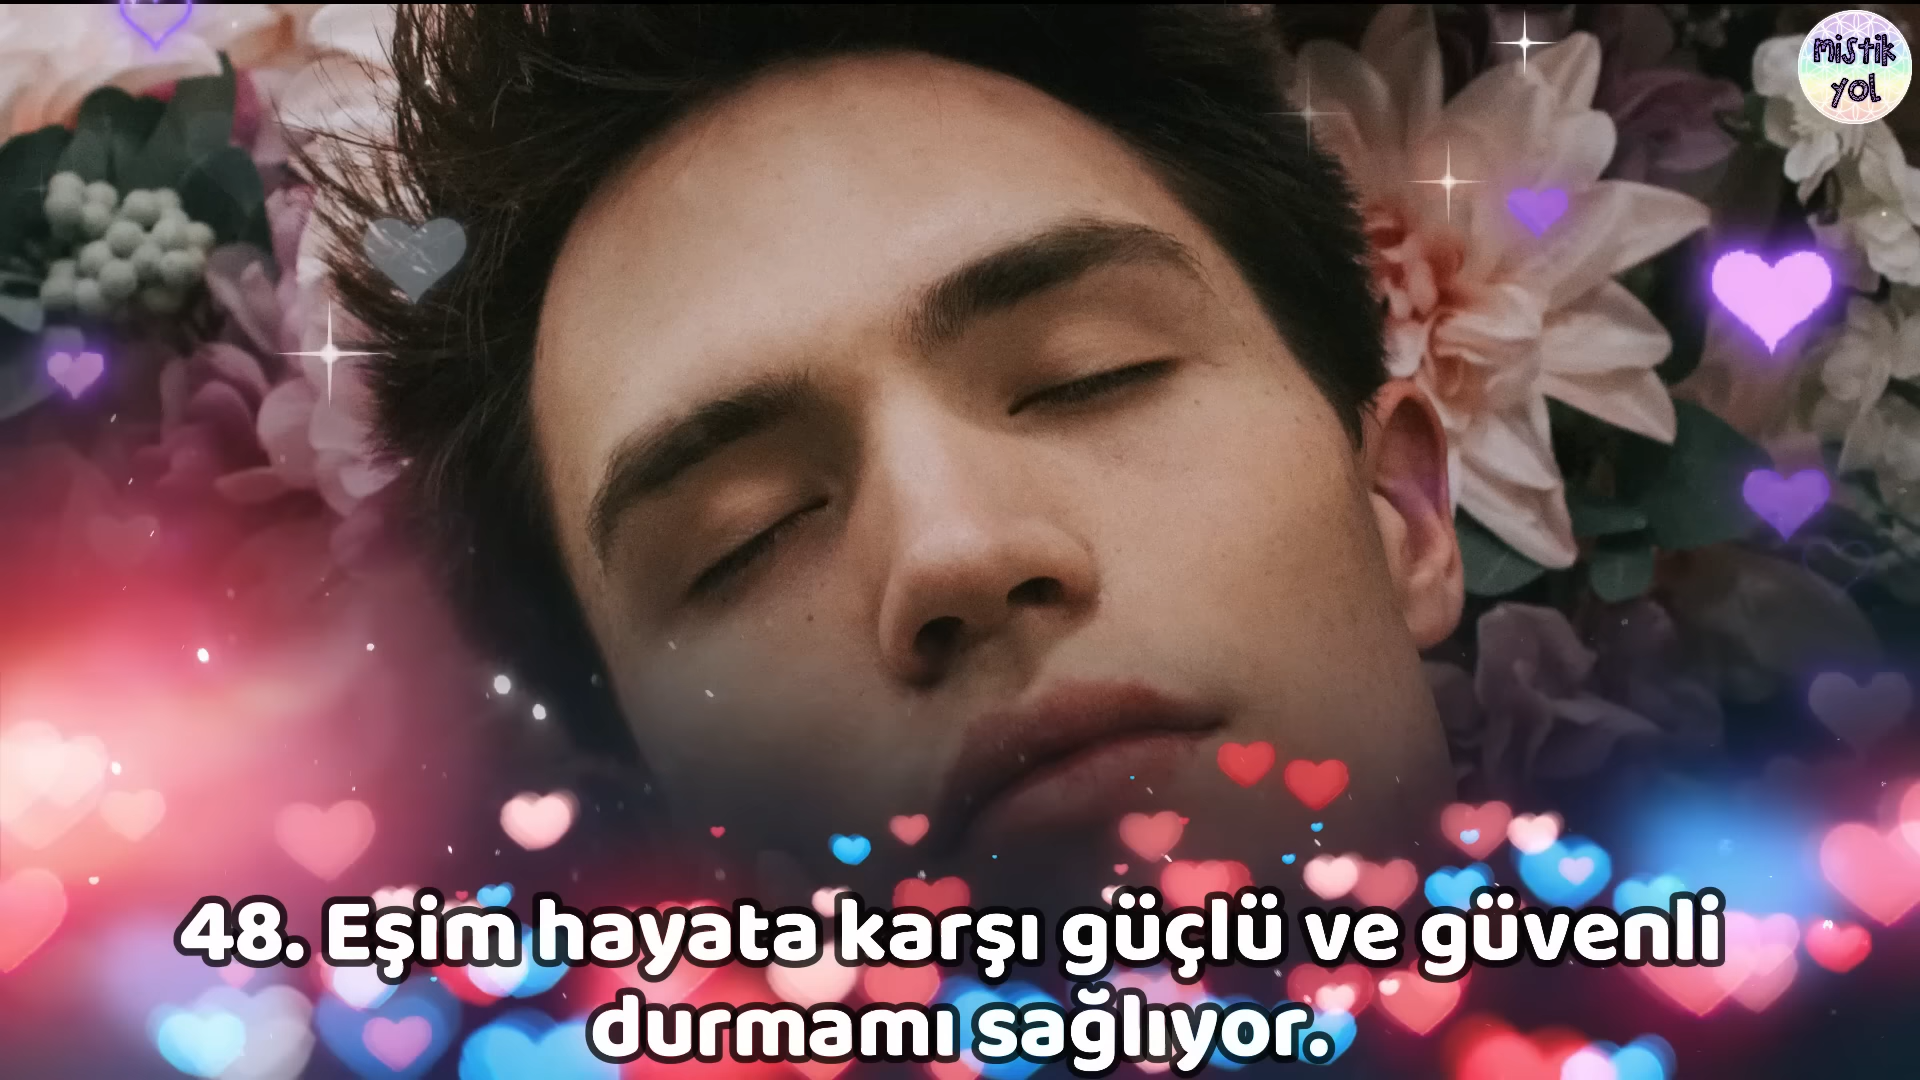 mistik
yol
48. Eşim hayata karşı güçlü ve güvenli
durmamı sağlıyor.